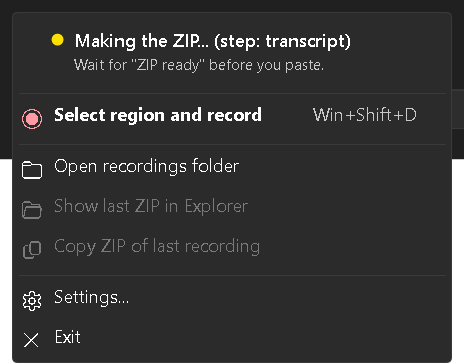 Making the ZIP... (step: transcript)
Wait for "ZIP ready" before you paste.
Select region and record Win+Shift+D
Open recordings folder
Show last ZIP in Explorer
Copy ZIP of last recording
Settings...
Exit